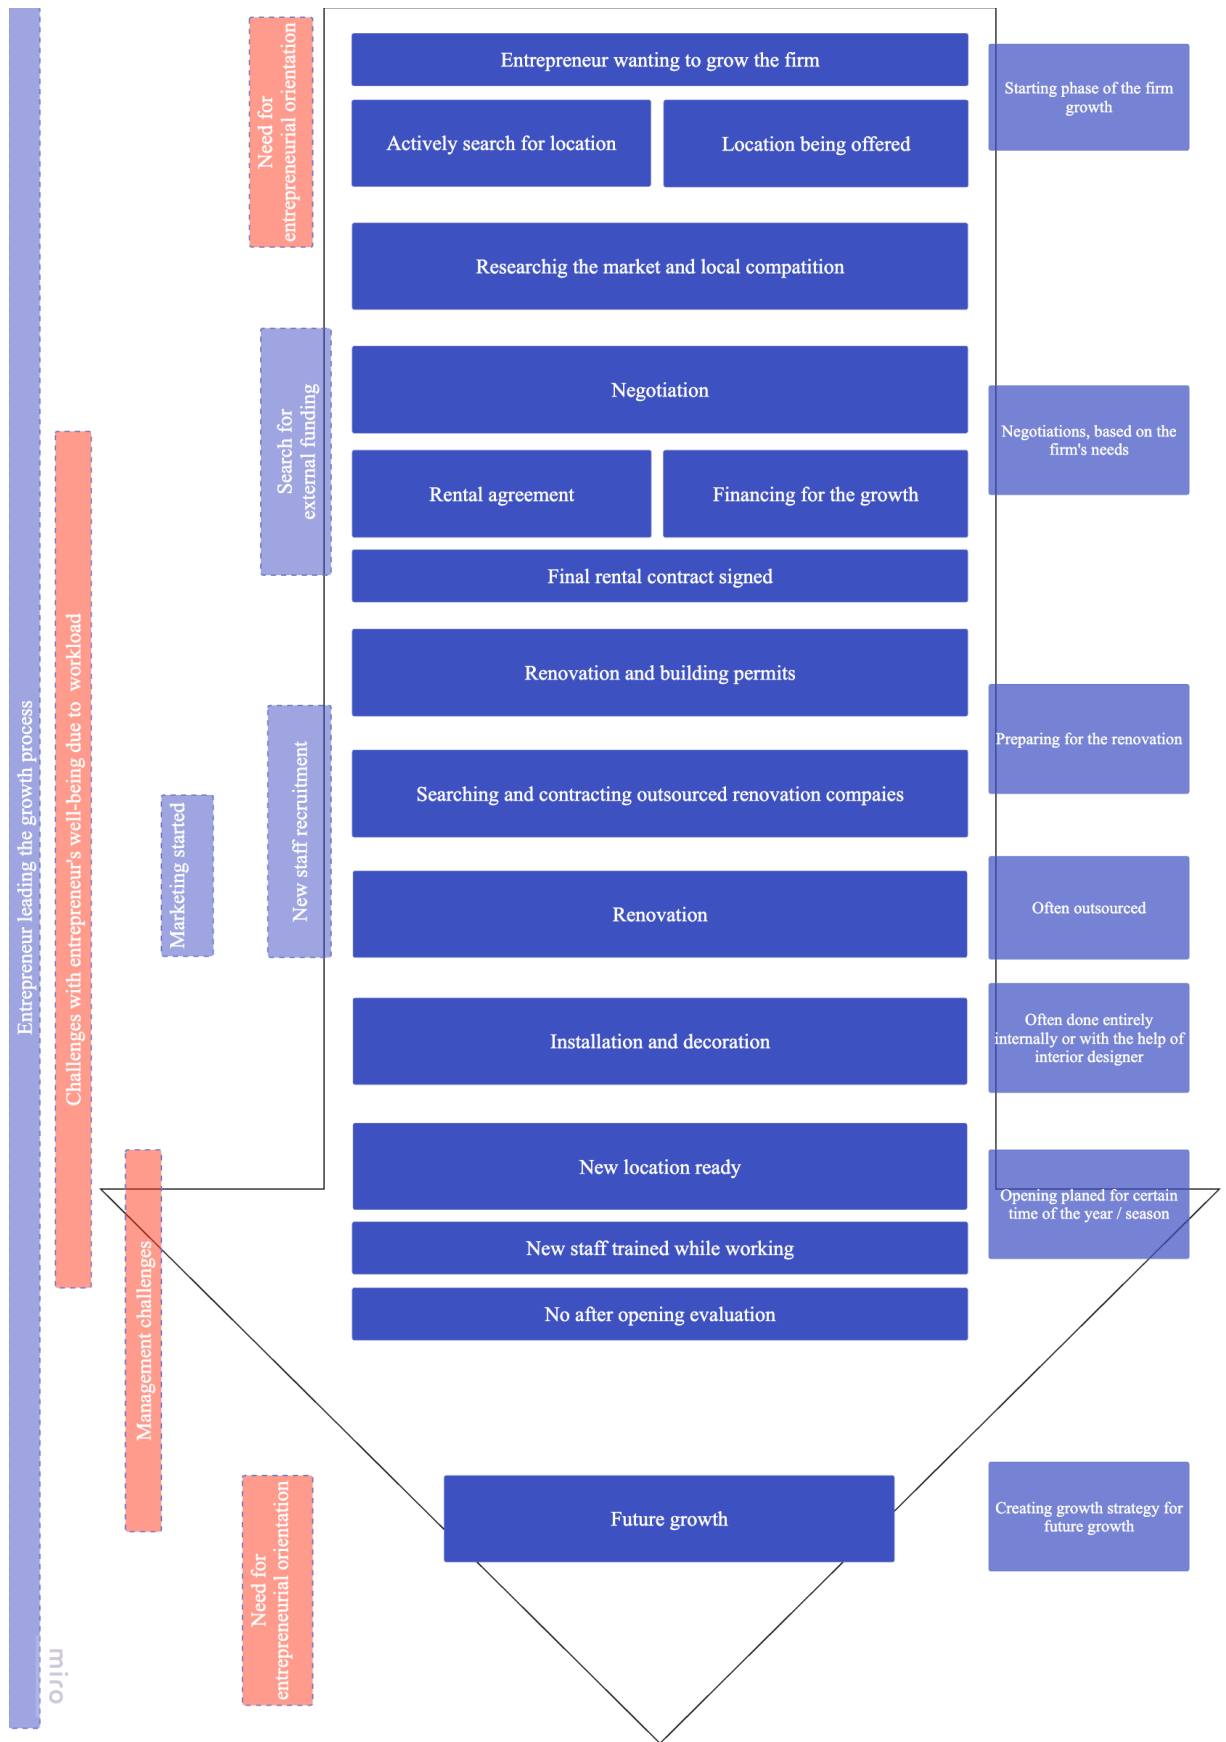 Entrepreneur wanting to grow the firm
Actively search for location
Location being offered
Researchig the market and local compatition
Negotiation
Rental agreement
Financing for the growth
Final rental contract signed
Renovation and building permits
Searching and contracting outsourced renovation compaies
Renovation
Installation and decoration
New location ready
New staff trained while working
No after opening evaluation
Future growth
Starting phase of the firm
growth
Negotiations, based on the
firm's needs
Preparing for the renovation
Often outsourced
Often done entirely
internally or with the help of
interior designer
Opening planed for certain
time of the year / season
Creating growth strategy for
future growth
Entrepreneur leading the growth process
Challenges with entrepreneur's well-being due to workload
Management challenges
Marketing started
Need for
entrepreneurial orientation
Search for
external funding
New staff recruitment
Need for
entrepreneurial orientation
miro